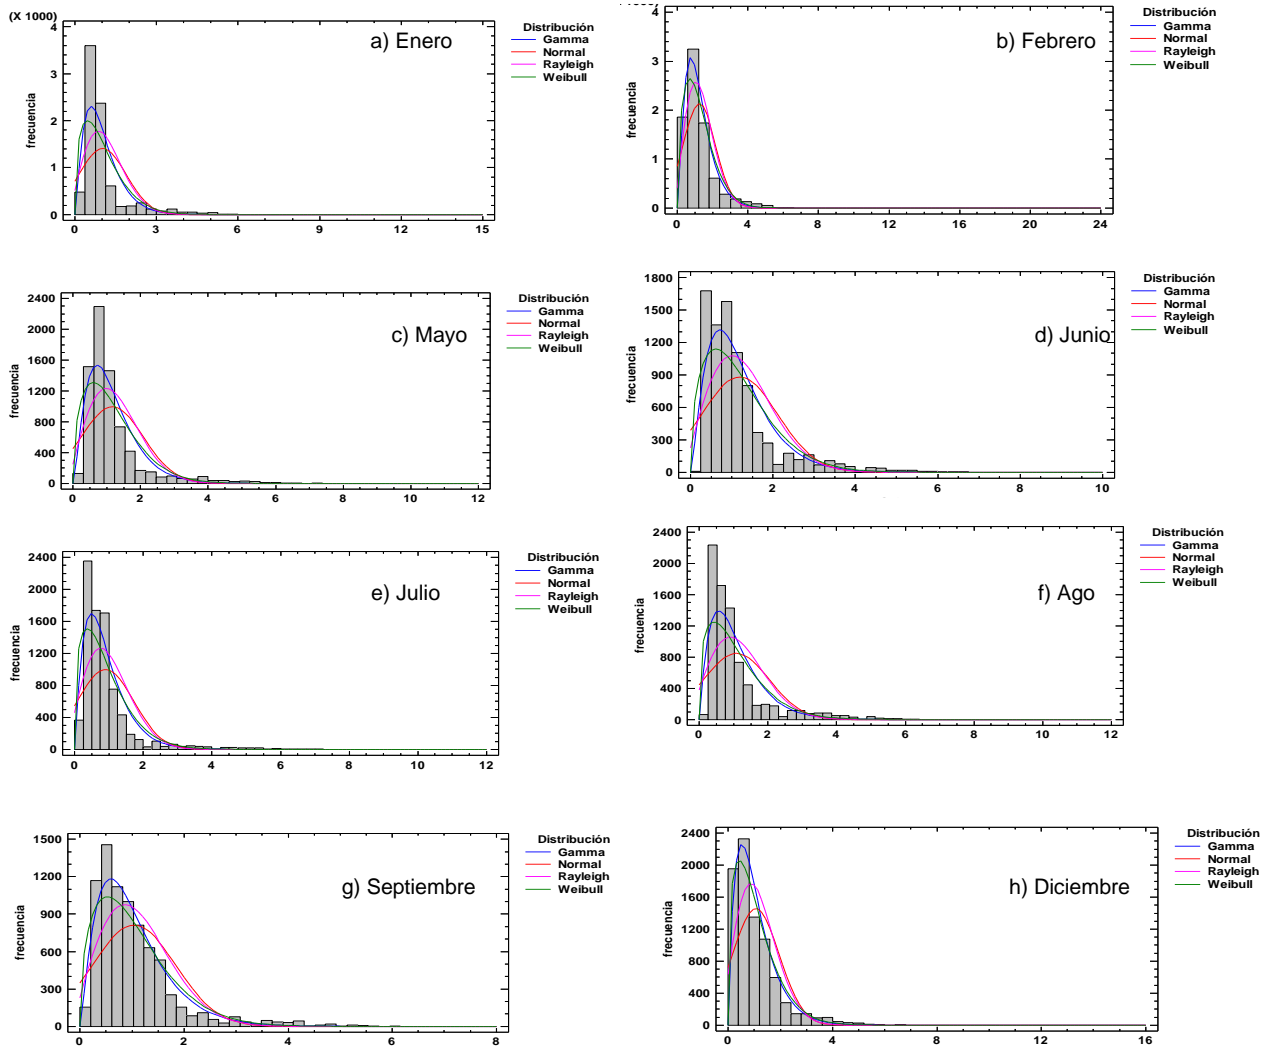 (X 1000)
4
3
2
1
0
frecuencia
0 3 6 9 12 15
a) Enero
Distribución
Gamma
Normal
Rayleigh
Weibull
4
3
2
1
0
frecuencia
0 4 8 12 16 20 24
b) Febrero
Distribución
Gamma
Normal
Rayleigh
Weibull
2400
2000
1600
1200
800
400
0
frecuencia
0 2 4 6 8 10 12
c) Mayo
Distribución
Gamma
Normal
Rayleigh
Weibull
1800
1500
1200
900
600
300
0
frecuencia
0 2 4 6 8 10
d) Junio
Distribución
Gamma
Normal
Rayleigh
Weibull
2400
2000
1600
1200
800
400
0
frecuencia
0 2 4 6 8 10 12
e) Julio
Distribución
Gamma
Normal
Rayleigh
Weibull
2400
2000
1600
1200
800
400
0
frecuencia
0 2 4 6 8 10 12
f) Ago
Distribución
Gamma
Normal
Rayleigh
Weibull
1500
1200
900
600
300
0
frecuencia
0 2 4 6 8
g) Septiembre
Distribución
Gamma
Normal
Rayleigh
Weibull
2400
2000
1600
1200
800
400
0
frecuencia
0 4 8 12 16
h) Diciembre
Distribución
Gamma
Normal
Rayleigh
Weibull